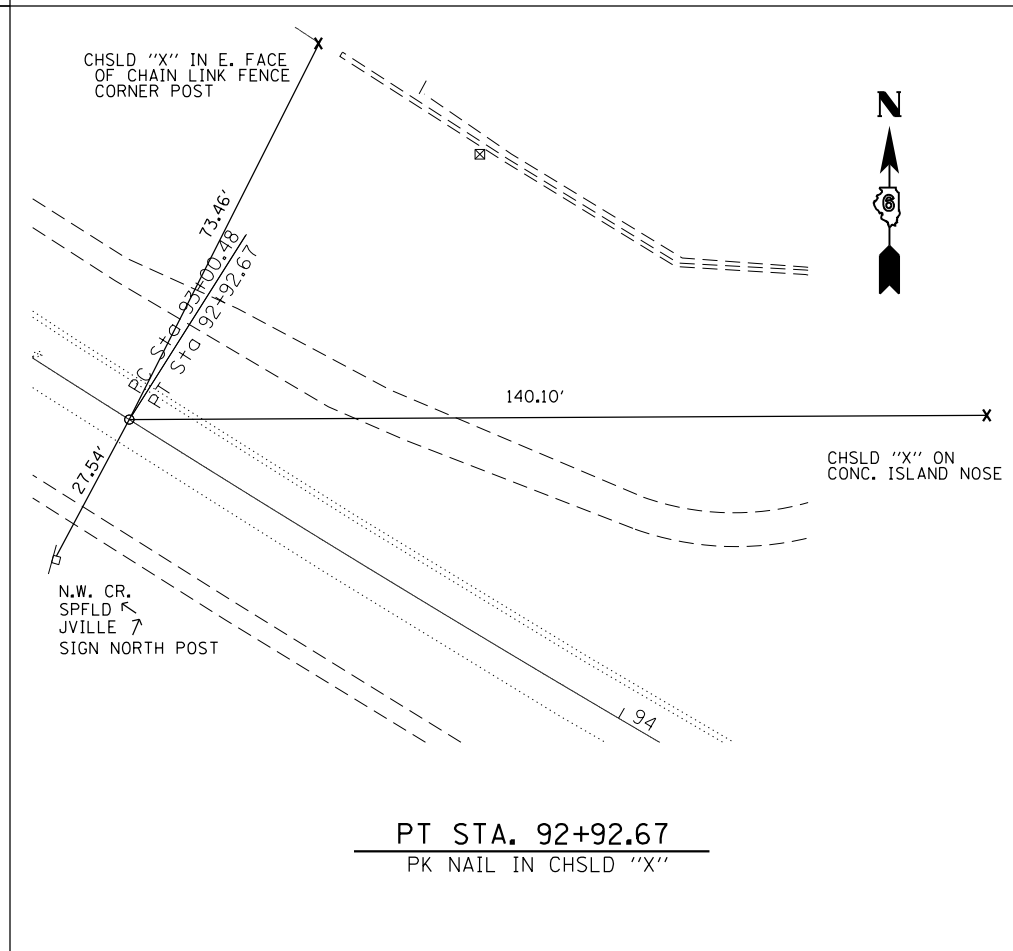 CHSLD "X" IN E. FACE
OF CHAIN LINK FENCE
CORNER POST
X
N
6
73.46'
PC Sta 93+00.48
PT Sta 92+92.67
140.10'
X
CHSLD "X" ON
CONC. ISLAND NOSE
27.54'
N.W. CR.
SPFLD ↖
JVILLE ↗
SIGN NORTH POST
94
PT STA. 92+92.67
PK NAIL IN CHSLD "X"